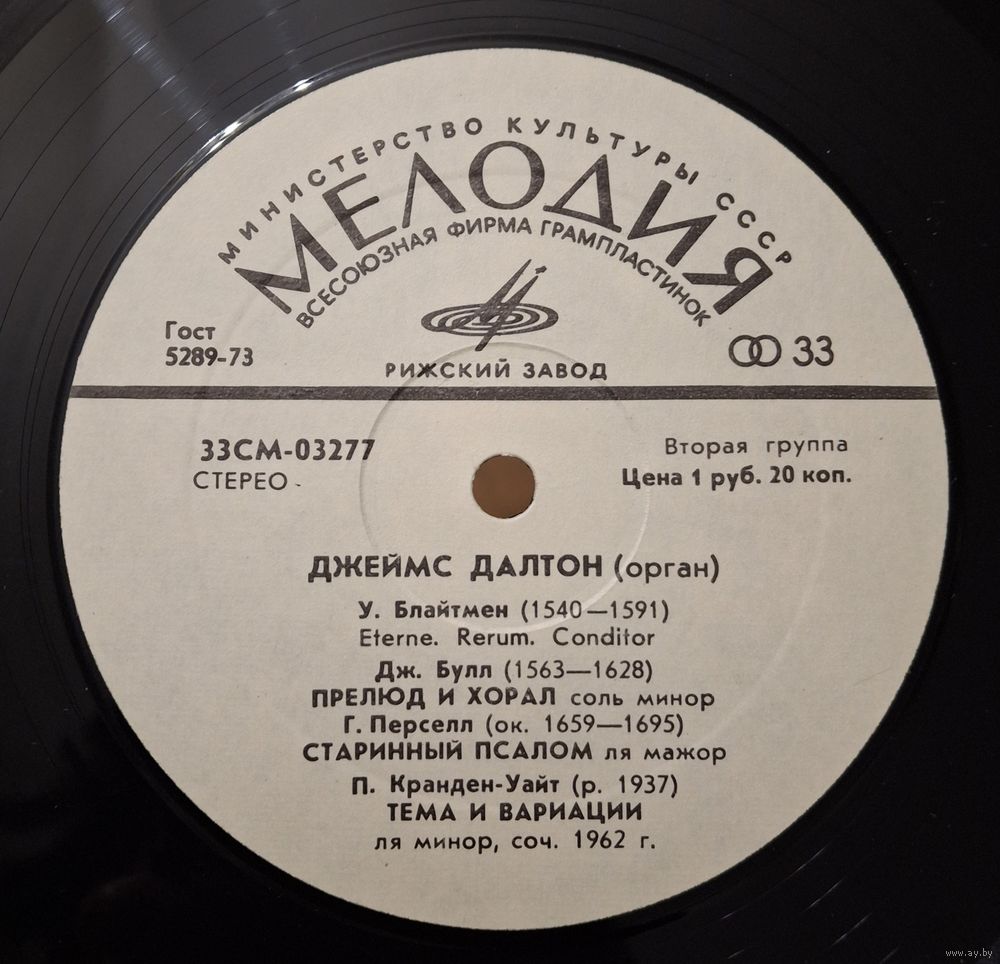 МИНИСТЕРСТВО КУЛЬТУРЫ СССР
МЕЛОДИЯ
ВСЕСОЮЗНАЯ ФИРМА ГРАМПЛАСТИНОК
Гост
5289-73
РИЖСКИЙ ЗАВОД
33
33СМ-03277
СТЕРЕО
Вторая группа
Цена 1 руб. 20 коп.
ДЖЕЙМС ДАЛТОН (орган)
У. Блайтмен (1540—1591)
Eterne. Rerum. Conditor
Дж. Булл (1563—1628)
ПРЕЛЮД И ХОРАЛ соль минор
Г. Перселл (ок. 1659—1695)
СТАРИННЫЙ ПСАЛОМ ля мажор
П. Кранден-Уайт (р. 1937)
ТЕМА И ВАРИАЦИИ
ля минор, соч. 1962 г.
www.ay.by